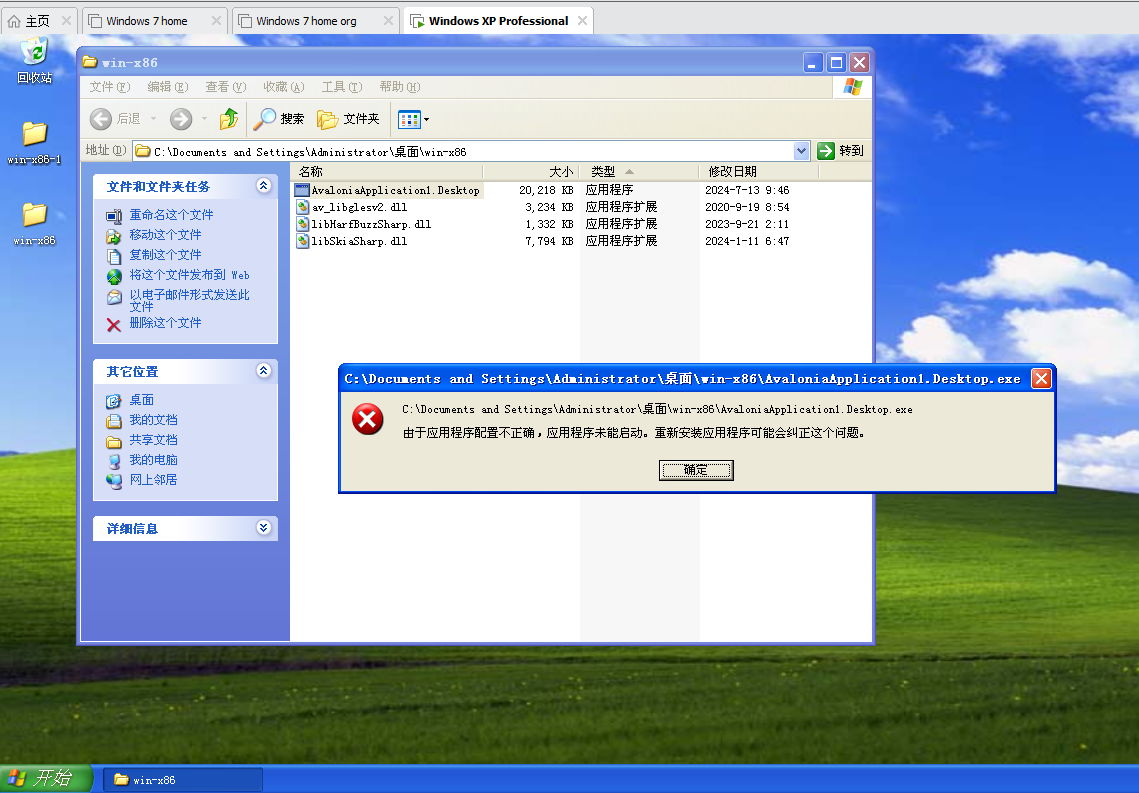 主页
Windows 7 home
Windows 7 home org
Windows XP Professional
回收站
win-x86-1
win-x86
win-x86
文件(F) 编辑(E) 查看(V) 收藏(A) 工具(T) 帮助(H)
后退 搜索 文件夹
地址(D) C:\Documents and Settings\Administrator\桌面\win-x86 转到
文件和文件夹任务
重命名这个文件
移动这个文件
复制这个文件
将这个文件发布到 Web
以电子邮件形式发送此
文件
删除这个文件
其它位置
桌面
我的文档
共享文档
我的电脑
网上邻居
详细信息
名称 大小 类型 修改日期
AvaloniaApplication1.Desktop 20,218 KB 应用程序 2024-7-13 9:46
av_libglesv2.dll 3,234 KB 应用程序扩展 2020-9-19 8:54
libHarfBuzzSharp.dll 1,332 KB 应用程序扩展 2023-9-21 2:11
libSkiaSharp.dll 7,794 KB 应用程序扩展 2024-1-11 6:47
C:\Documents and Settings\Administrator\桌面\win-x86\AvaloniaApplication1.Desktop.exe
C:\Documents and Settings\Administrator\桌面\win-x86\AvaloniaApplication1.Desktop.exe
由于应用程序配置不正确，应用程序未能启动。重新安装应用程序可能会纠正这个问题。
确定
开始
win-x86